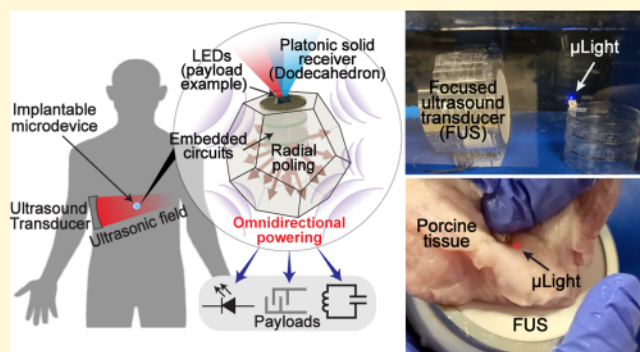 LEDs
(payload
example)
Platonic solid
receiver
(Dodecahedron)
Implantable
microdevice
Embedded
circuits
Radial
poling
Ultrasound
Transducer
Ultrasonic field
Omnidirectional
powering
Payloads
µLight
Focused
ultrasound
transducer
(FUS)
Porcine
tissue
µLight
FUS